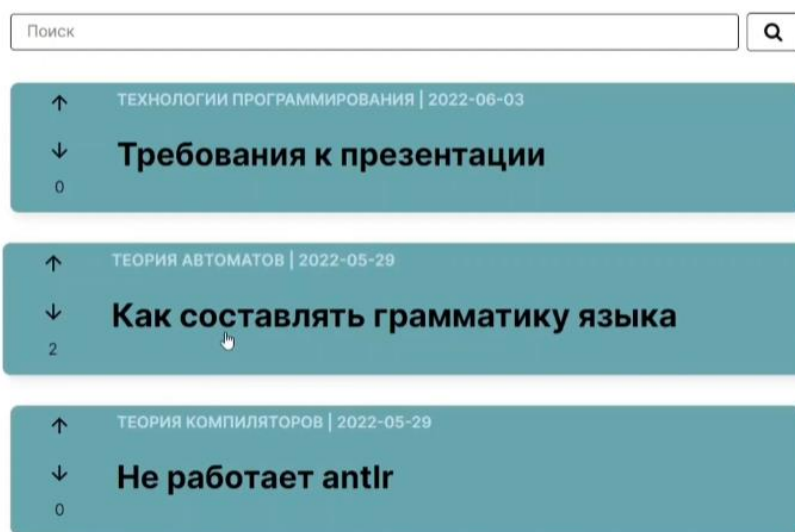 Поиск
ТЕХНОЛОГИИ ПРОГРАММИРОВАНИЯ | 2022-06-03
Требования к презентации
0
ТЕОРИЯ АВТОМАТОВ | 2022-05-29
Как составлять грамматику языка
2
ТЕОРИЯ КОМПИЛЯТОРОВ | 2022-05-29
Не работает antlr
0